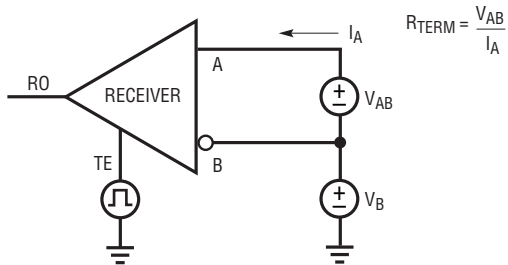 I_A
R_TERM = V_AB / I_A
A
RO
RECEIVER
+
−
V_AB
TE
B
+
−
V_B